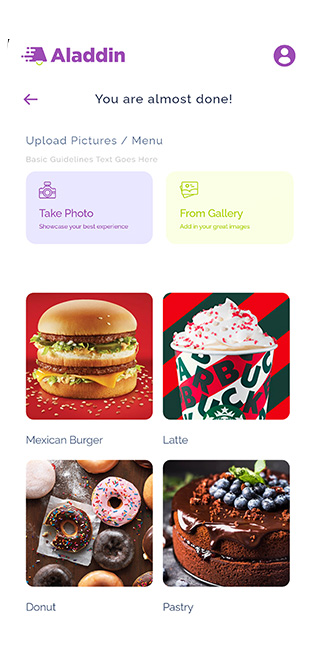 Aladdin
You are almost done!
Upload Pictures / Menu
Basic Guidelines Text Goes Here
Take Photo
Showcase your best experience
From Gallery
Add in your great images
Mexican Burger
Latte
Donut
Pastry